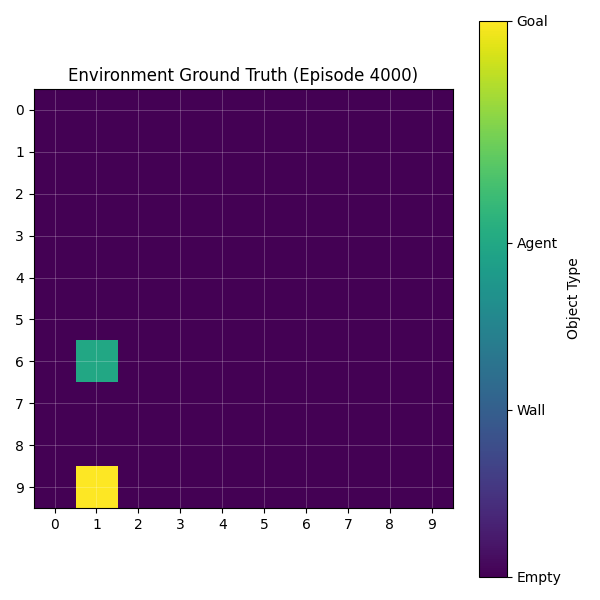 Environment Ground Truth (Episode 4000)
0
1
2
3
4
5
6
7
8
9
0 1 2 3 4 5 6 7 8 9
Goal
Agent
Wall
Empty
Object Type